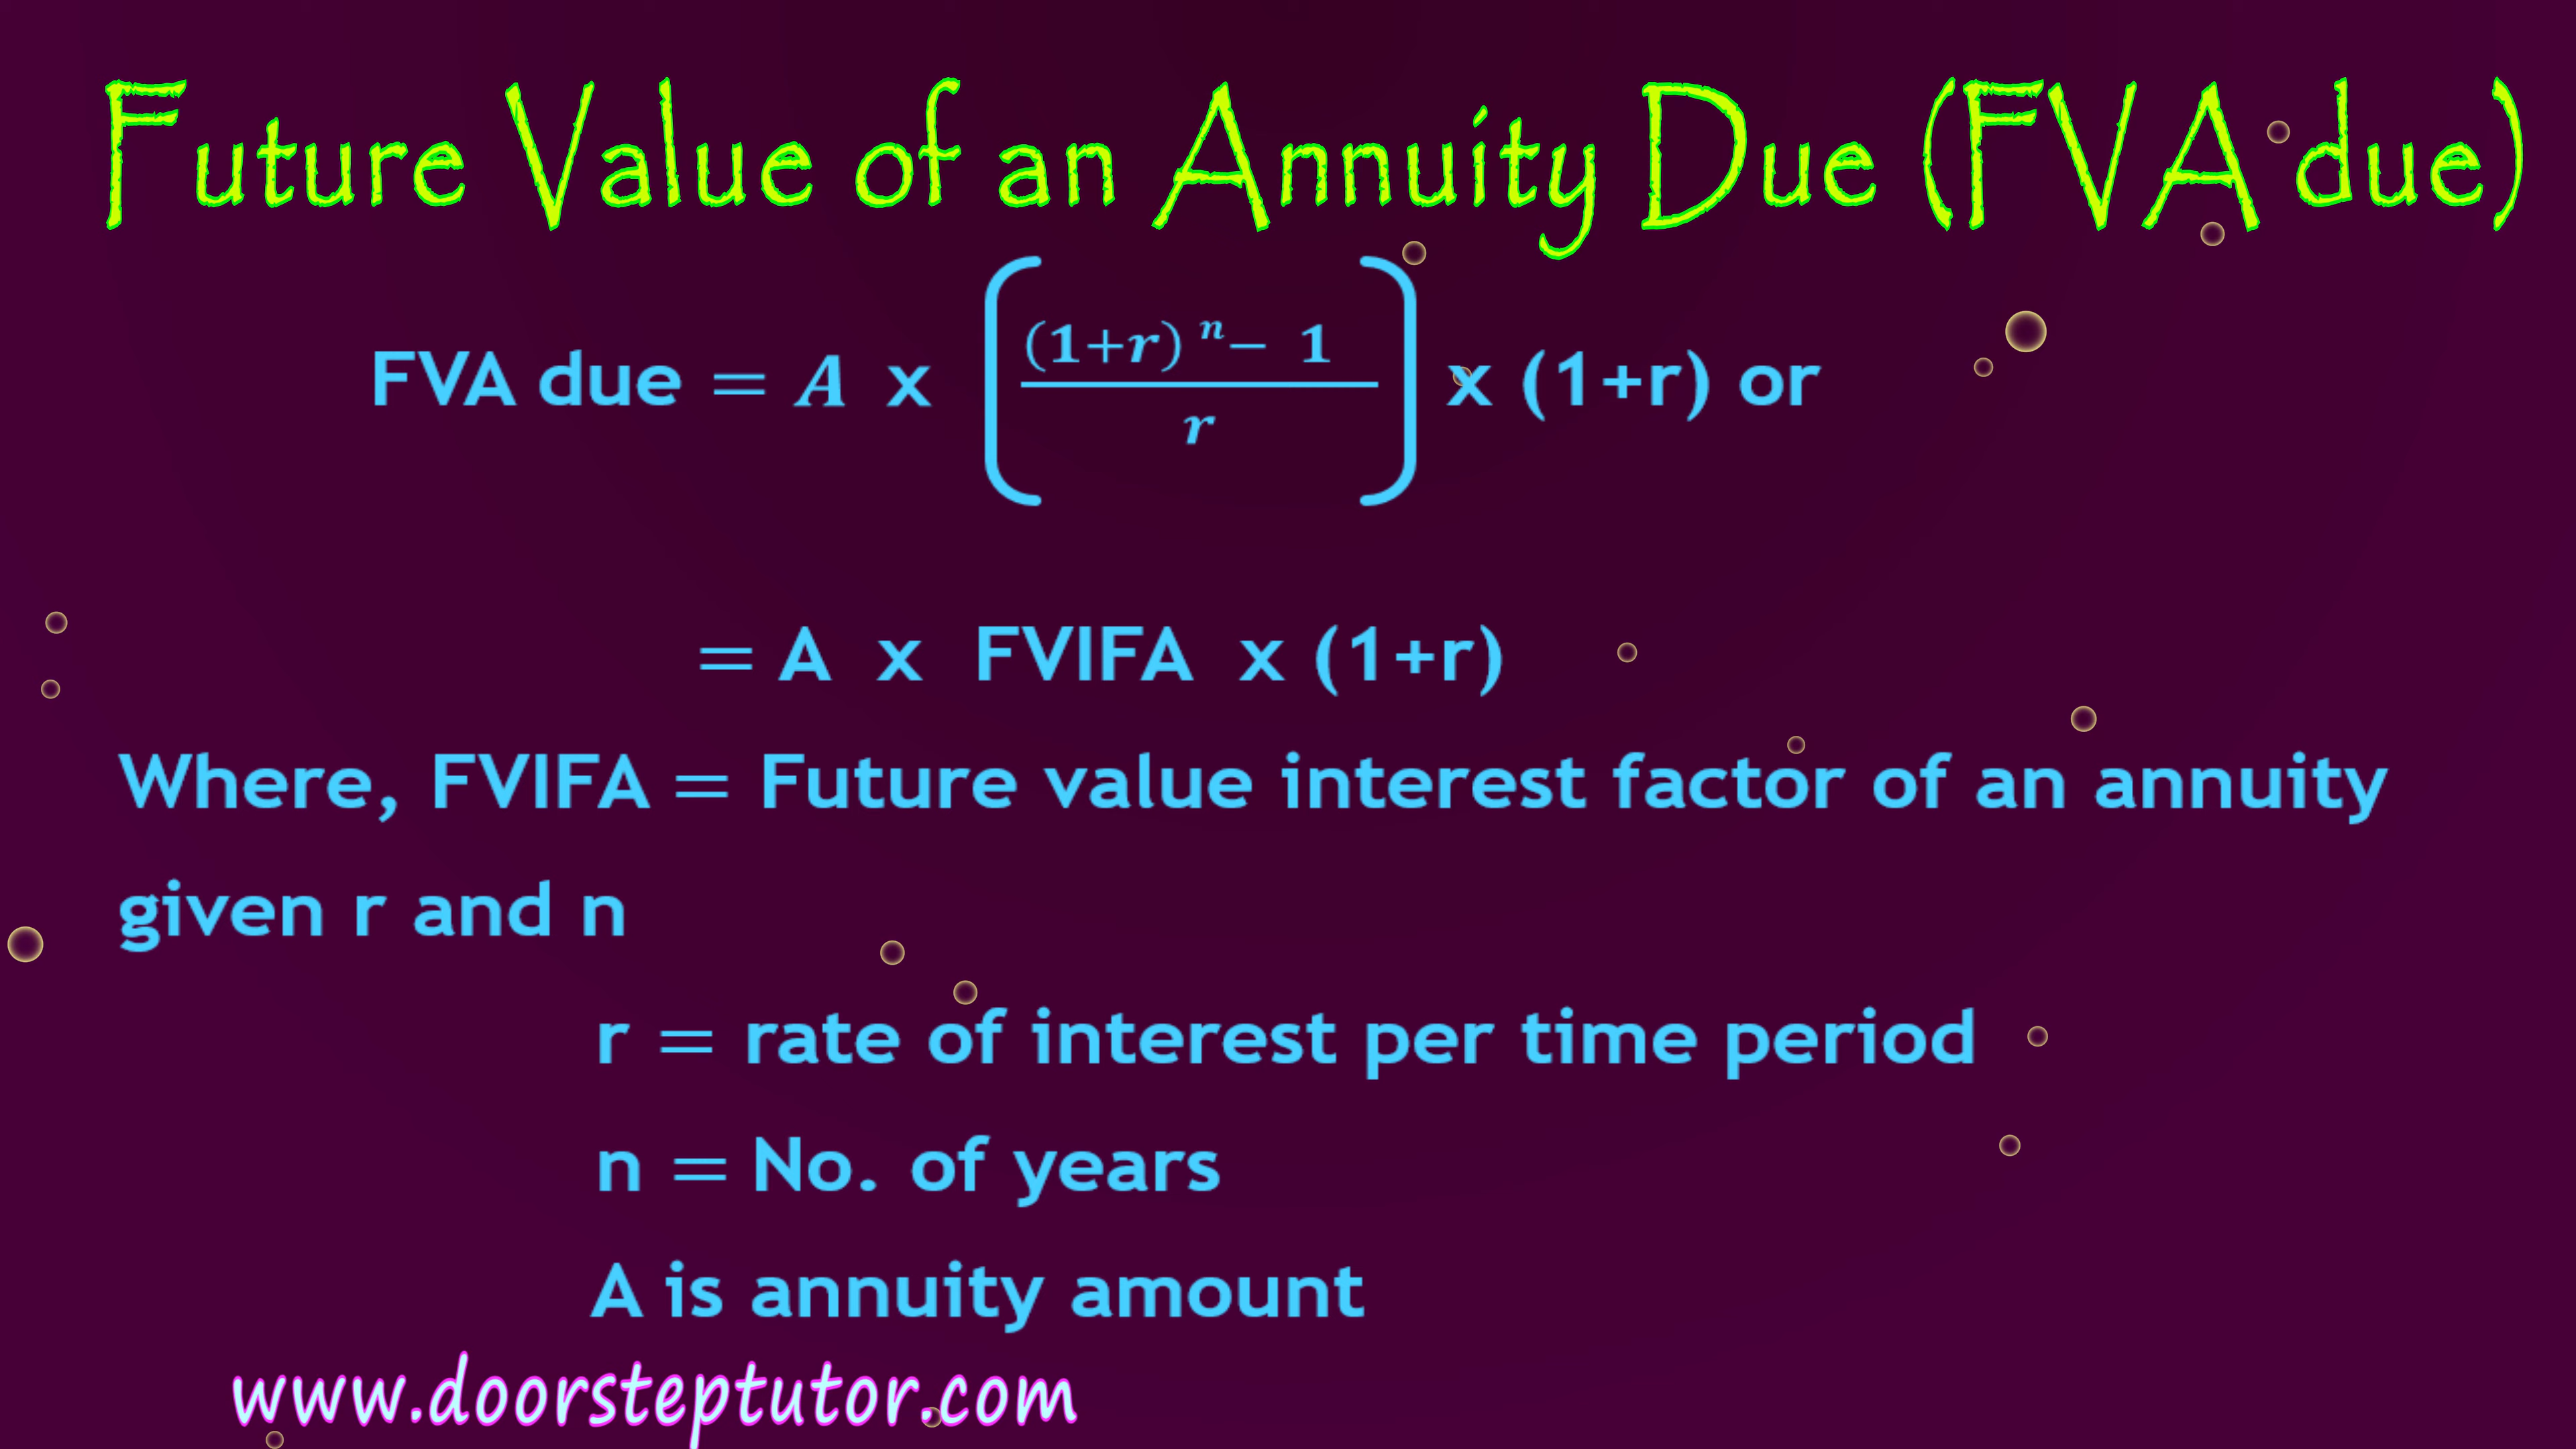 Future Value of an Annuity Due (FVA due)
FVA due = A x ((1+r)^n – 1 / r) x (1+r) or
= A x FVIFA x (1+r)
Where, FVIFA = Future value interest factor of an annuity
given r and n
r = rate of interest per time period
n = No. of years
A is annuity amount
www.doorsteptutor.com